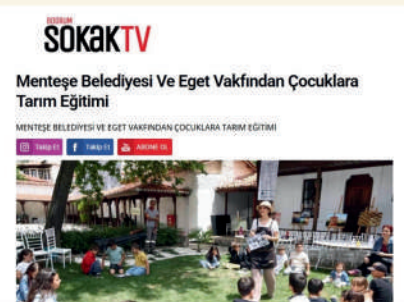 BODRUM
SOKAKTV
Menteşe Belediyesi Ve Eget Vakfından Çocuklara
Tarım Eğitimi
MENTEŞE BELEDİYESİ VE EGET VAKFINDAN ÇOCUKLARA TARIM EĞİTİMİ
Takip Et Takip Et ABONE OL